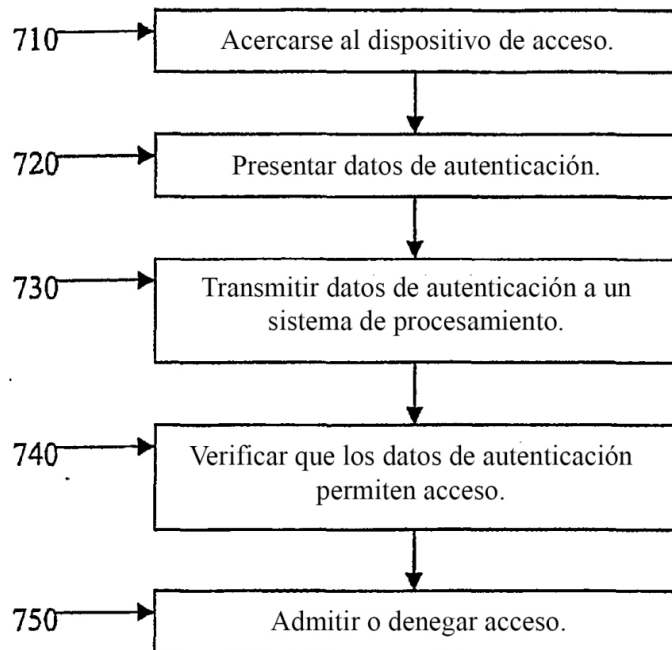 710
Acercarse al dispositivo de acceso.
720
Presentar datos de autenticación.
730
Transmitir datos de autenticación a un
sistema de procesamiento.
740
Verificar que los datos de autenticación
permiten acceso.
750
Admitir o denegar acceso.